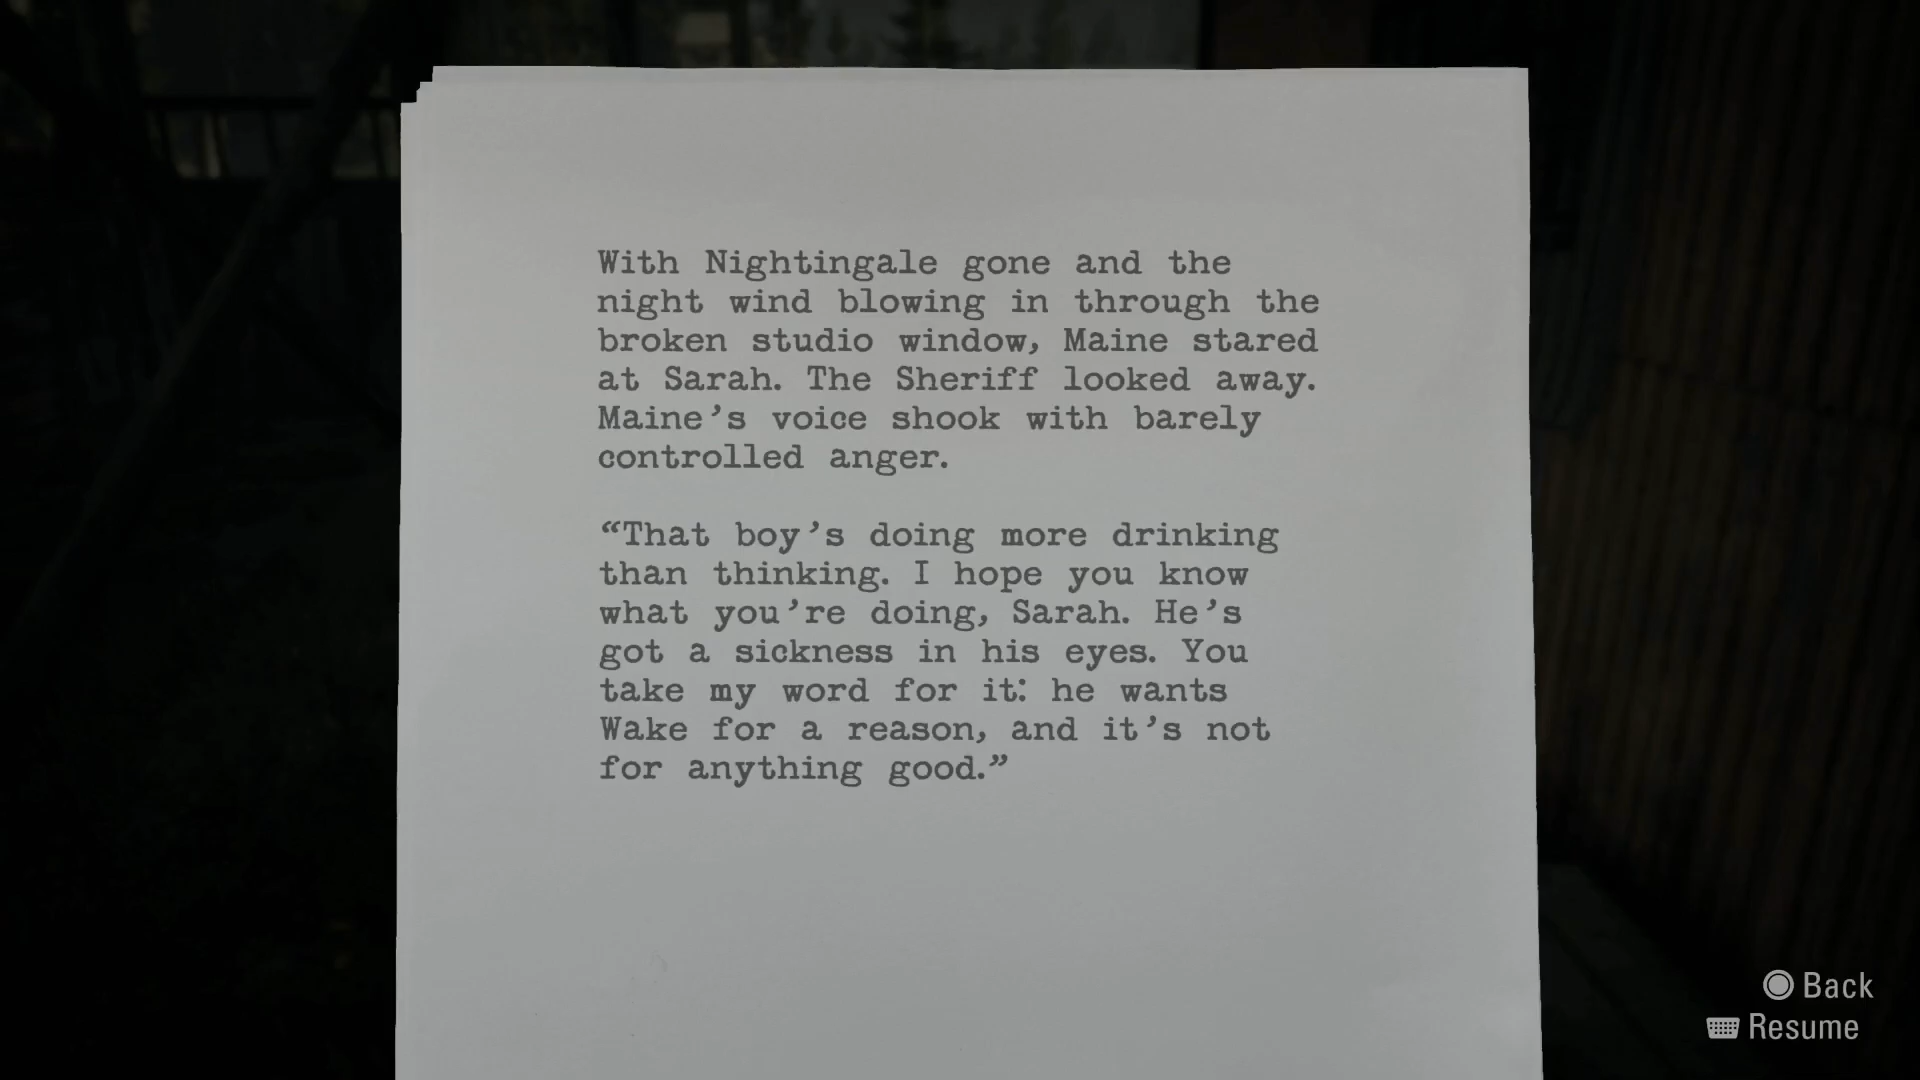 With Nightingale gone and the
night wind blowing in through the
broken studio window, Maine stared
at Sarah. The Sheriff looked away.
Maine’s voice shook with barely
controlled anger.
“That boy’s doing more drinking
than thinking. I hope you know
what you’re doing, Sarah. He’s
got a sickness in his eyes. You
take my word for it: he wants
Wake for a reason, and it’s not
for anything good.”
Back
Resume